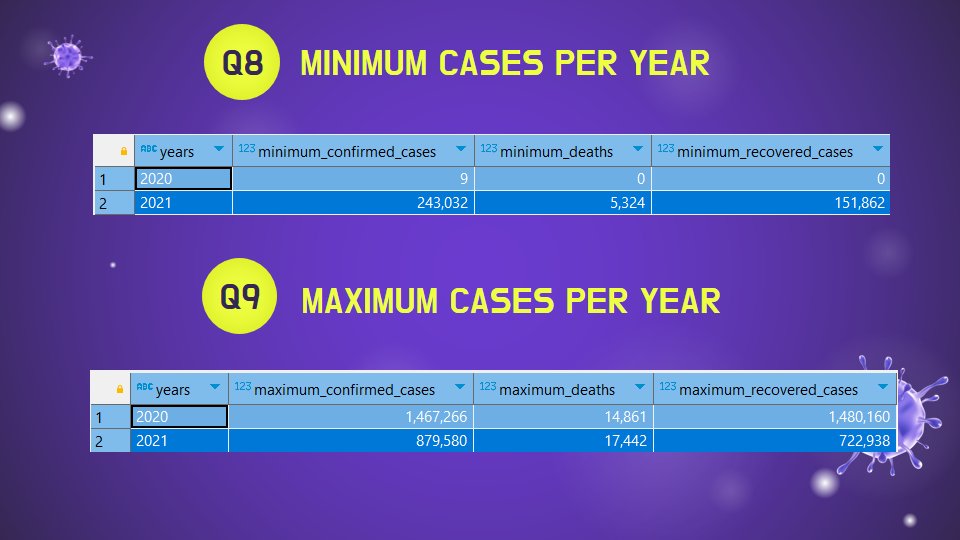 Q8 MINIMUM CASES PER YEAR
ABC years 123 minimum_confirmed_cases 123 minimum_deaths 123 minimum_recovered_cases
1 2020 9 0 0
2 2021 243,032 5,324 151,862
Q9 MAXIMUM CASES PER YEAR
ABC years 123 maximum_confirmed_cases 123 maximum_deaths 123 maximum_recovered_cases
1 2020 1,467,266 14,861 1,480,160
2 2021 879,580 17,442 722,938